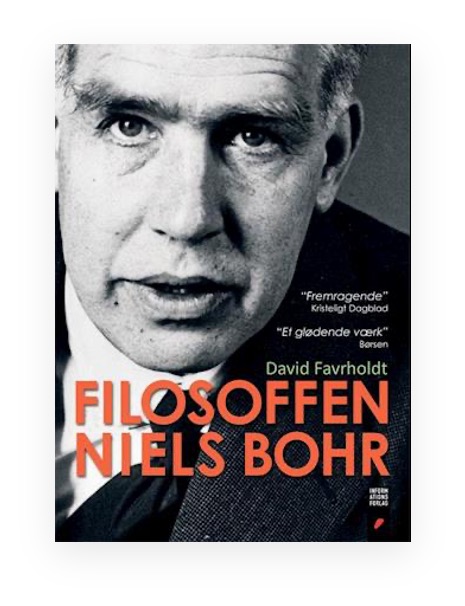 “Fremragende”
Kristeligt Dagblad
“Et glødende værk”
Børsen
David Favrholdt
FILOSOFFEN
NIELS BOHR
INFORM
ATIONS
FORLAG